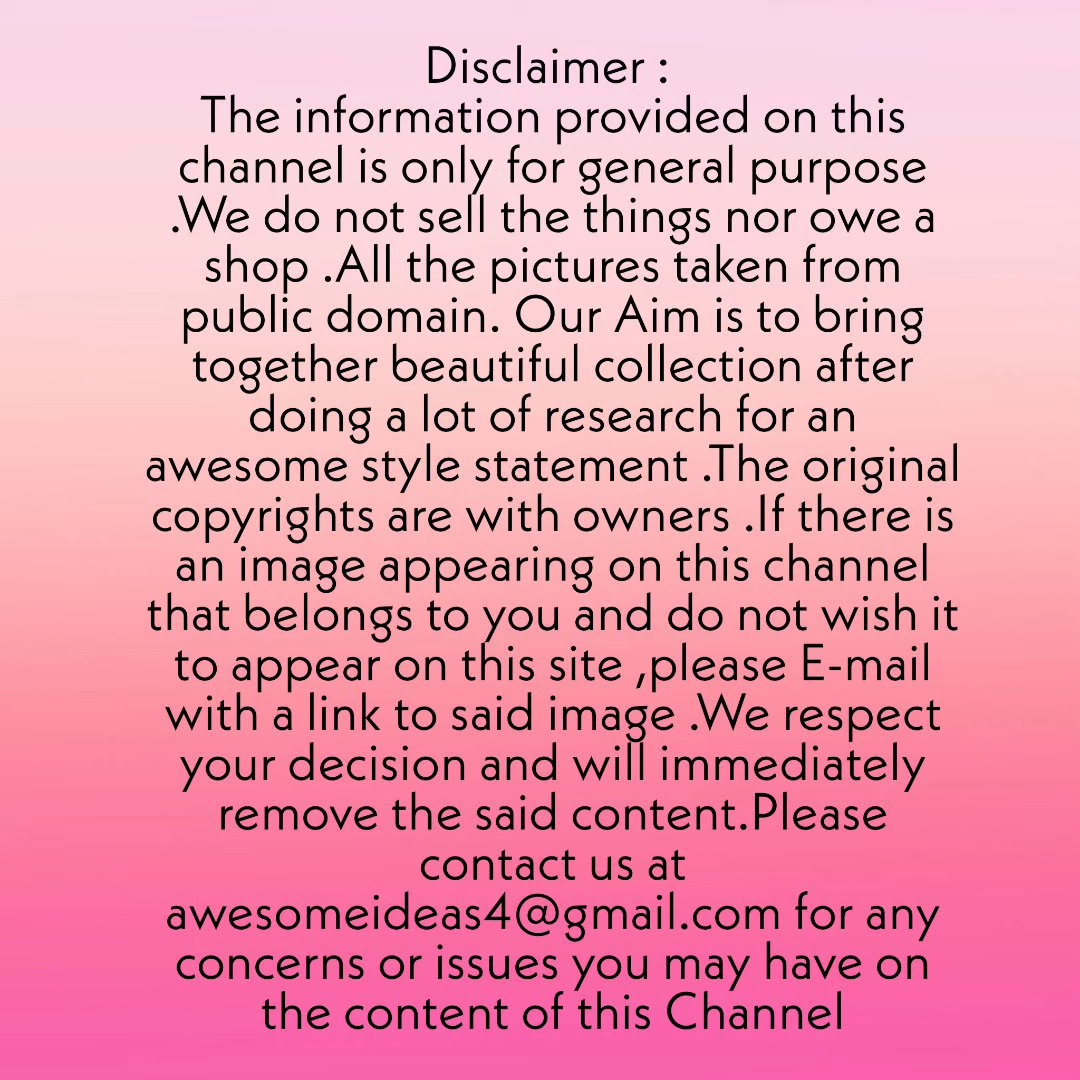 Disclaimer :
The information provided on this
channel is only for general purpose
.We do not sell the things nor owe a
shop .All the pictures taken from
public domain. Our Aim is to bring
together beautiful collection after
doing a lot of research for an
awesome style statement .The original
copyrights are with owners .If there is
an image appearing on this channel
that belongs to you and do not wish it
to appear on this site ,please E-mail
with a link to said image .We respect
your decision and will immediately
remove the said content.Please
contact us at
awesomeideas4@gmail.com for any
concerns or issues you may have on
the content of this Channel